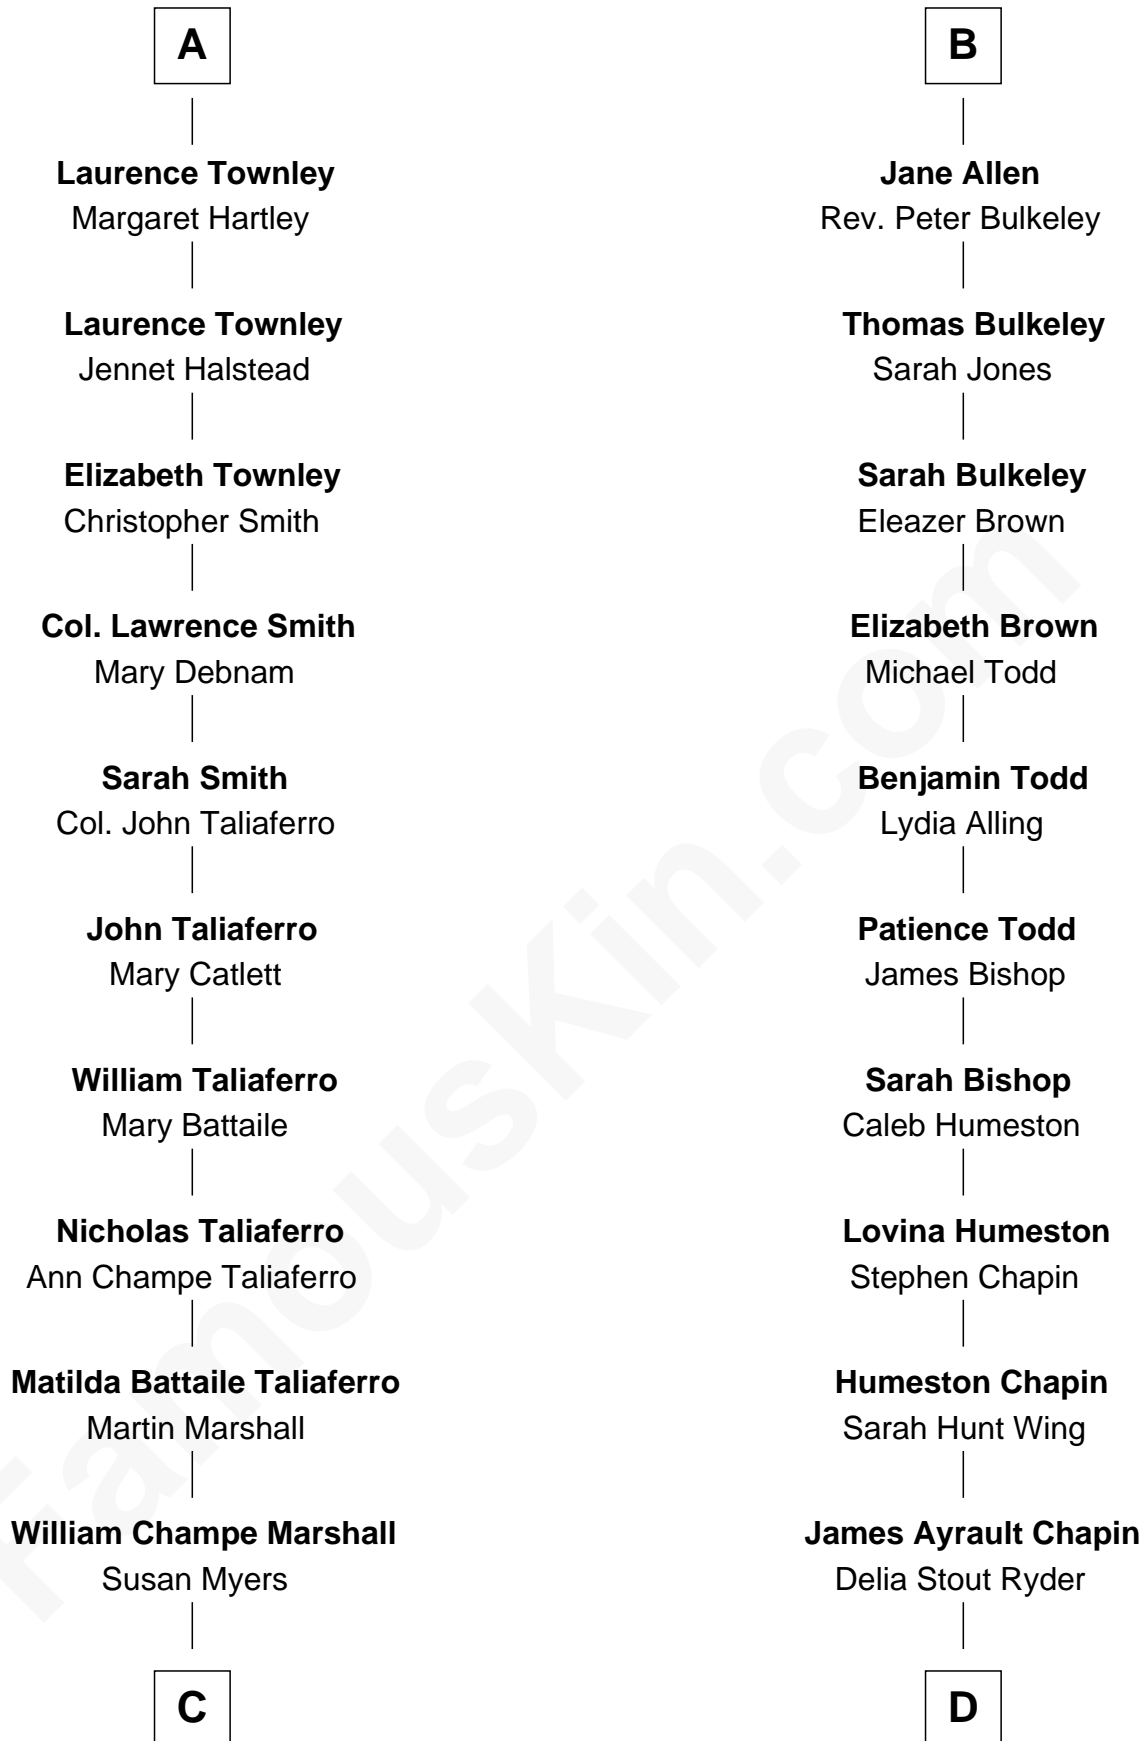 A
Laurence Townley
Margaret Hartley
Laurence Townley
Jennet Halstead
Elizabeth Townley
Christopher Smith
Col. Lawrence Smith
Mary Debnam
Sarah Smith
Col. John Taliaferro
John Taliaferro
Mary Catlett
William Taliaferro
Mary Battaile
Nicholas Taliaferro
Ann Champe Taliaferro
Matilda Battaile Taliaferro
Martin Marshall
William Champe Marshall
Susan Myers
C
B
Jane Allen
Rev. Peter Bulkeley
Thomas Bulkeley
Sarah Jones
Sarah Bulkeley
Eleazer Brown
Elizabeth Brown
Michael Todd
Benjamin Todd
Lydia Alling
Patience Todd
James Bishop
Sarah Bishop
Caleb Humeston
Lovina Humeston
Stephen Chapin
Humeston Chapin
Sarah Hunt Wing
James Ayrault Chapin
Delia Stout Ryder
D
FamousKin.com